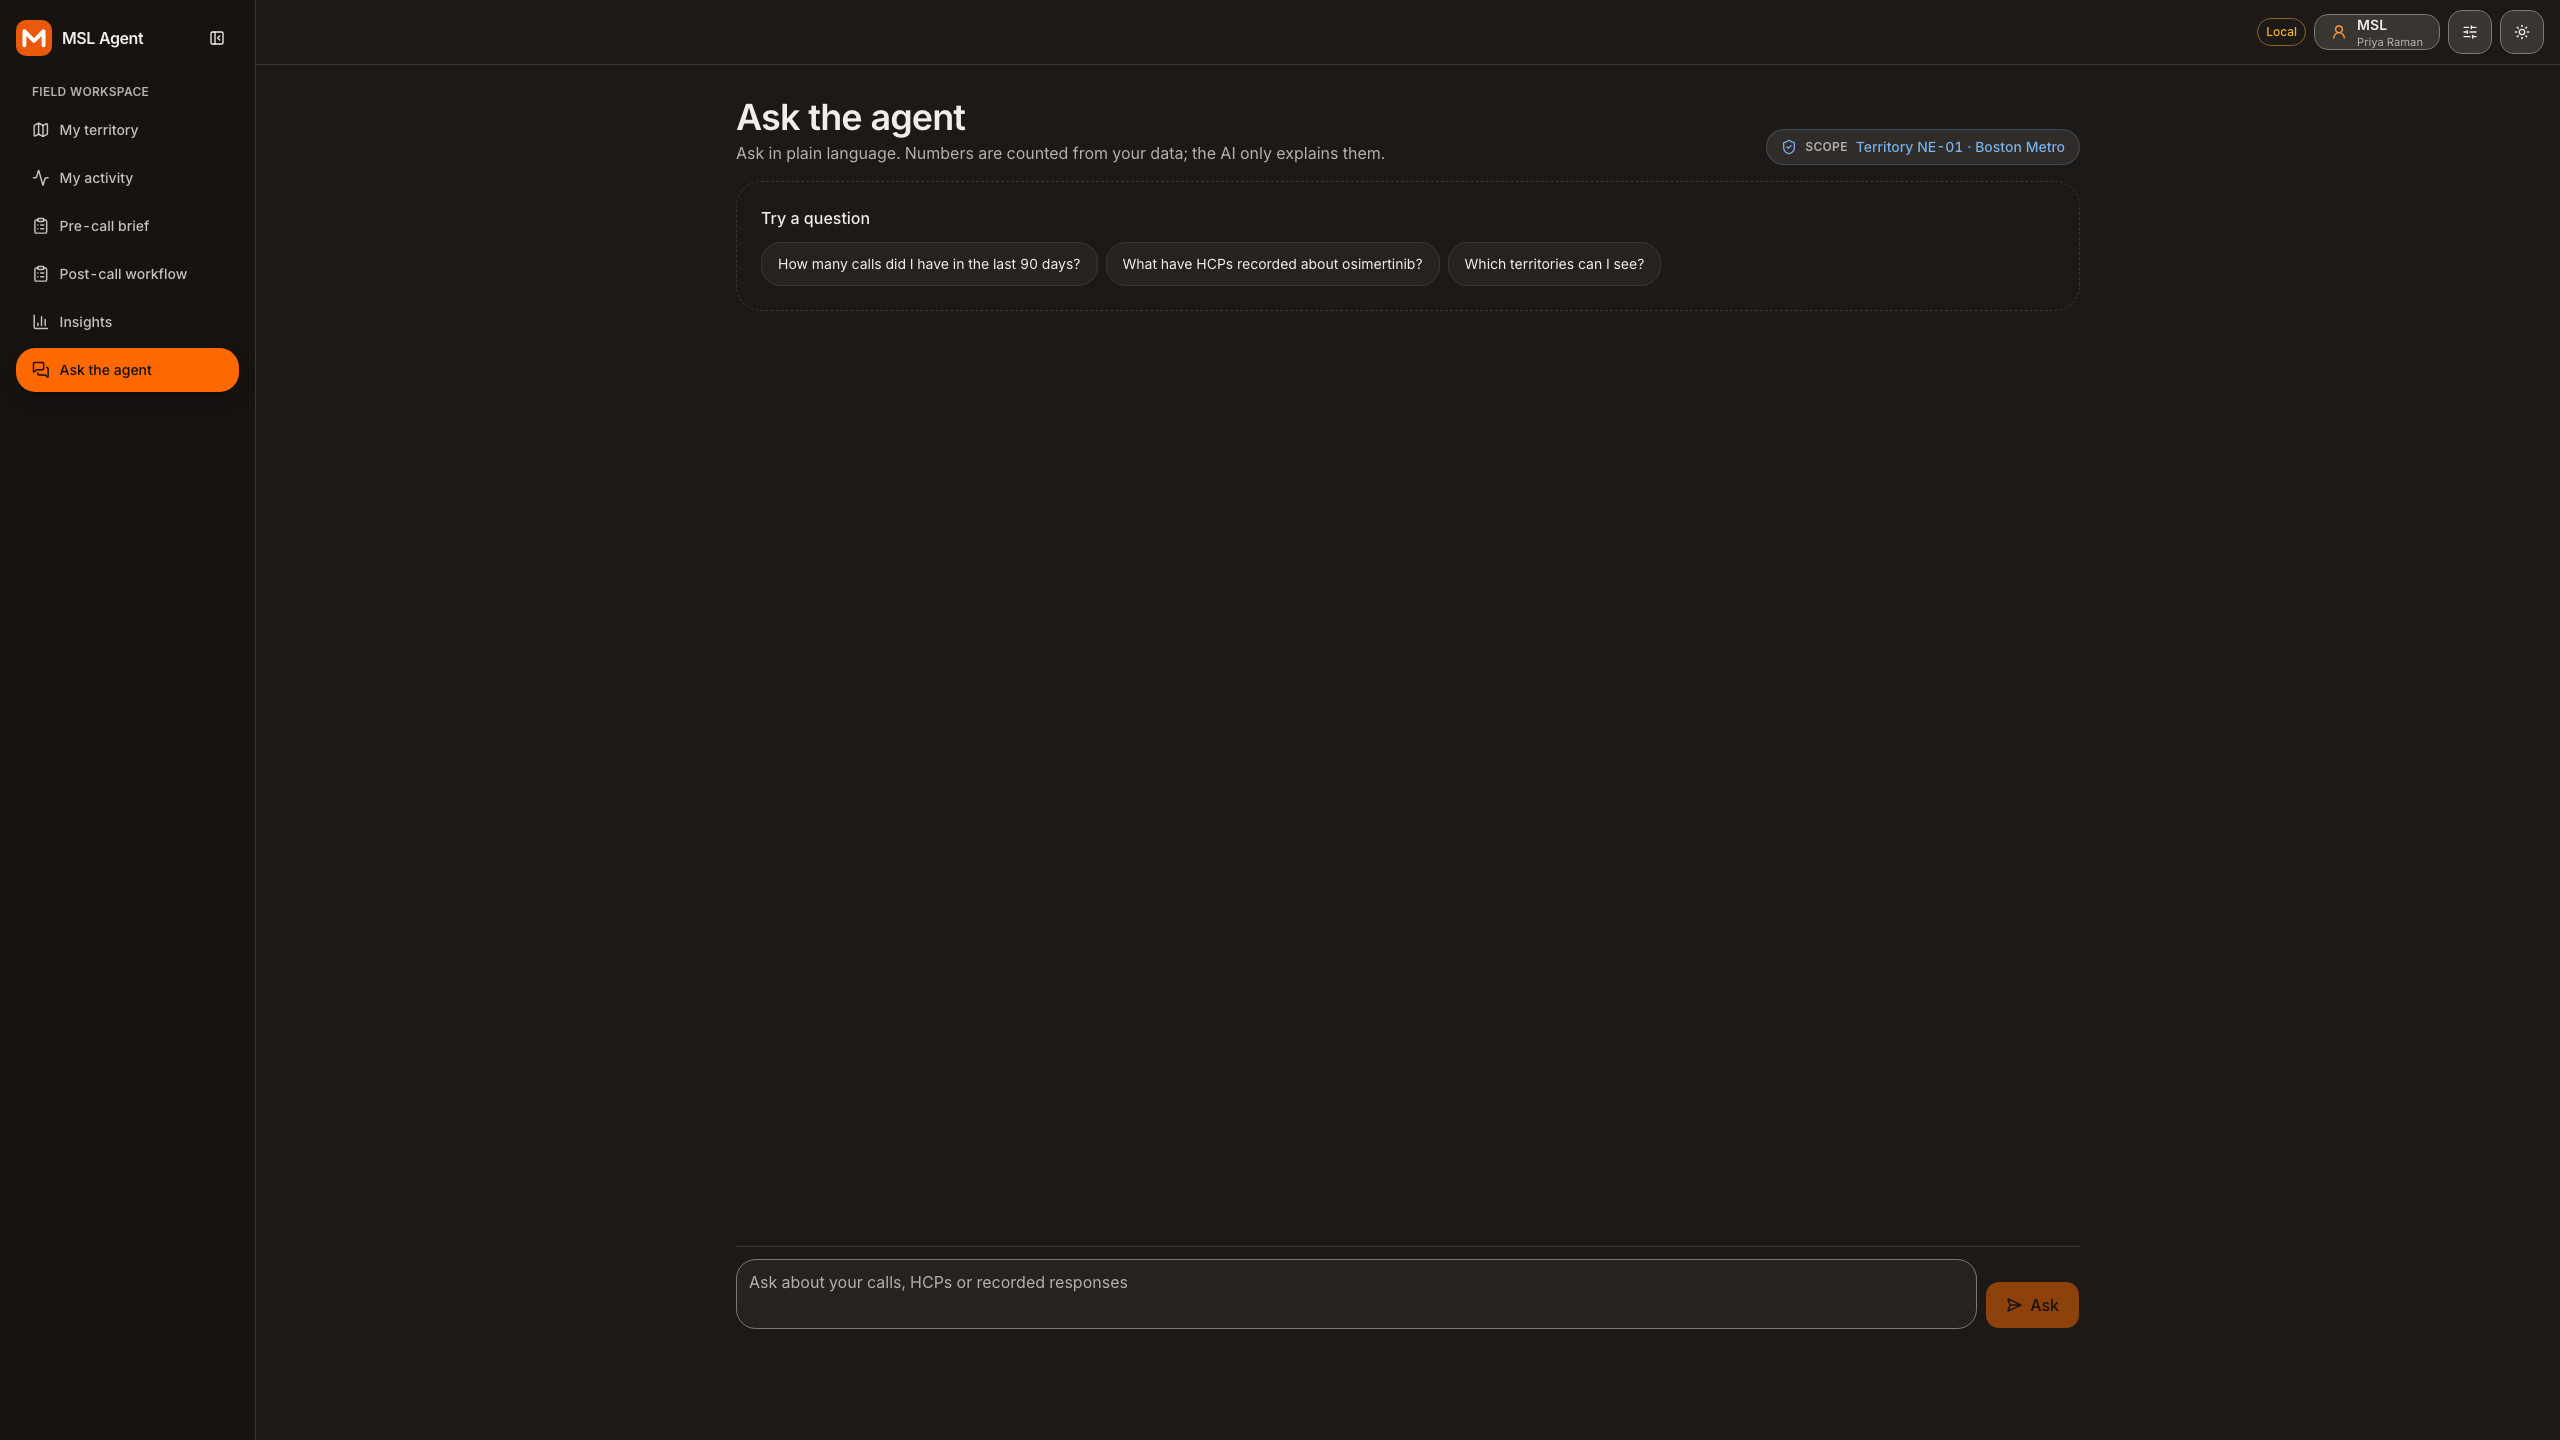 MSL Agent
FIELD WORKSPACE
My territory
My activity
Pre-call brief
Post-call workflow
Insights
Ask the agent
Local
MSL
Priya Raman
Ask the agent
Ask in plain language. Numbers are counted from your data; the AI only explains them.
SCOPE Territory NE-01 · Boston Metro
Try a question
How many calls did I have in the last 90 days?
What have HCPs recorded about osimertinib?
Which territories can I see?
Ask about your calls, HCPs or recorded responses
Ask